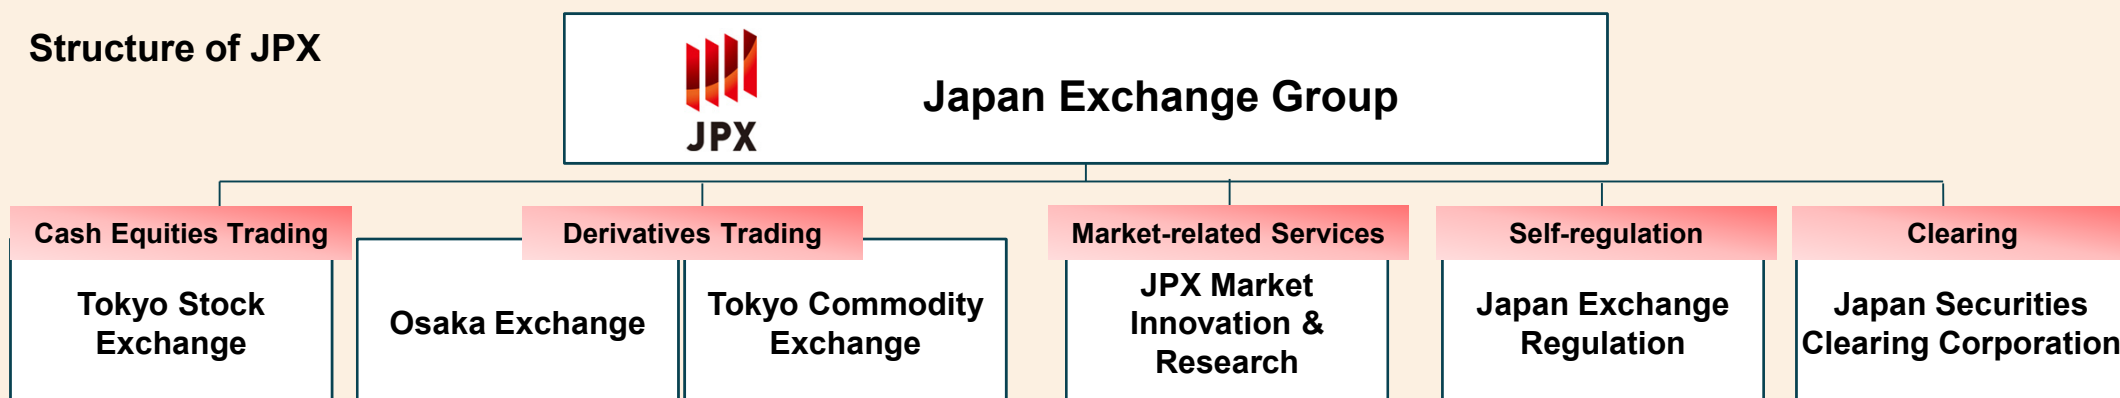 Structure of JPX
JPX
Japan Exchange Group
Cash Equities Trading
Derivatives Trading
Market-related Services
Self-regulation
Clearing
Tokyo Stock
Exchange
Osaka Exchange
Tokyo Commodity
Exchange
JPX Market
Innovation &
Research
Japan Exchange
Regulation
Japan Securities
Clearing Corporation